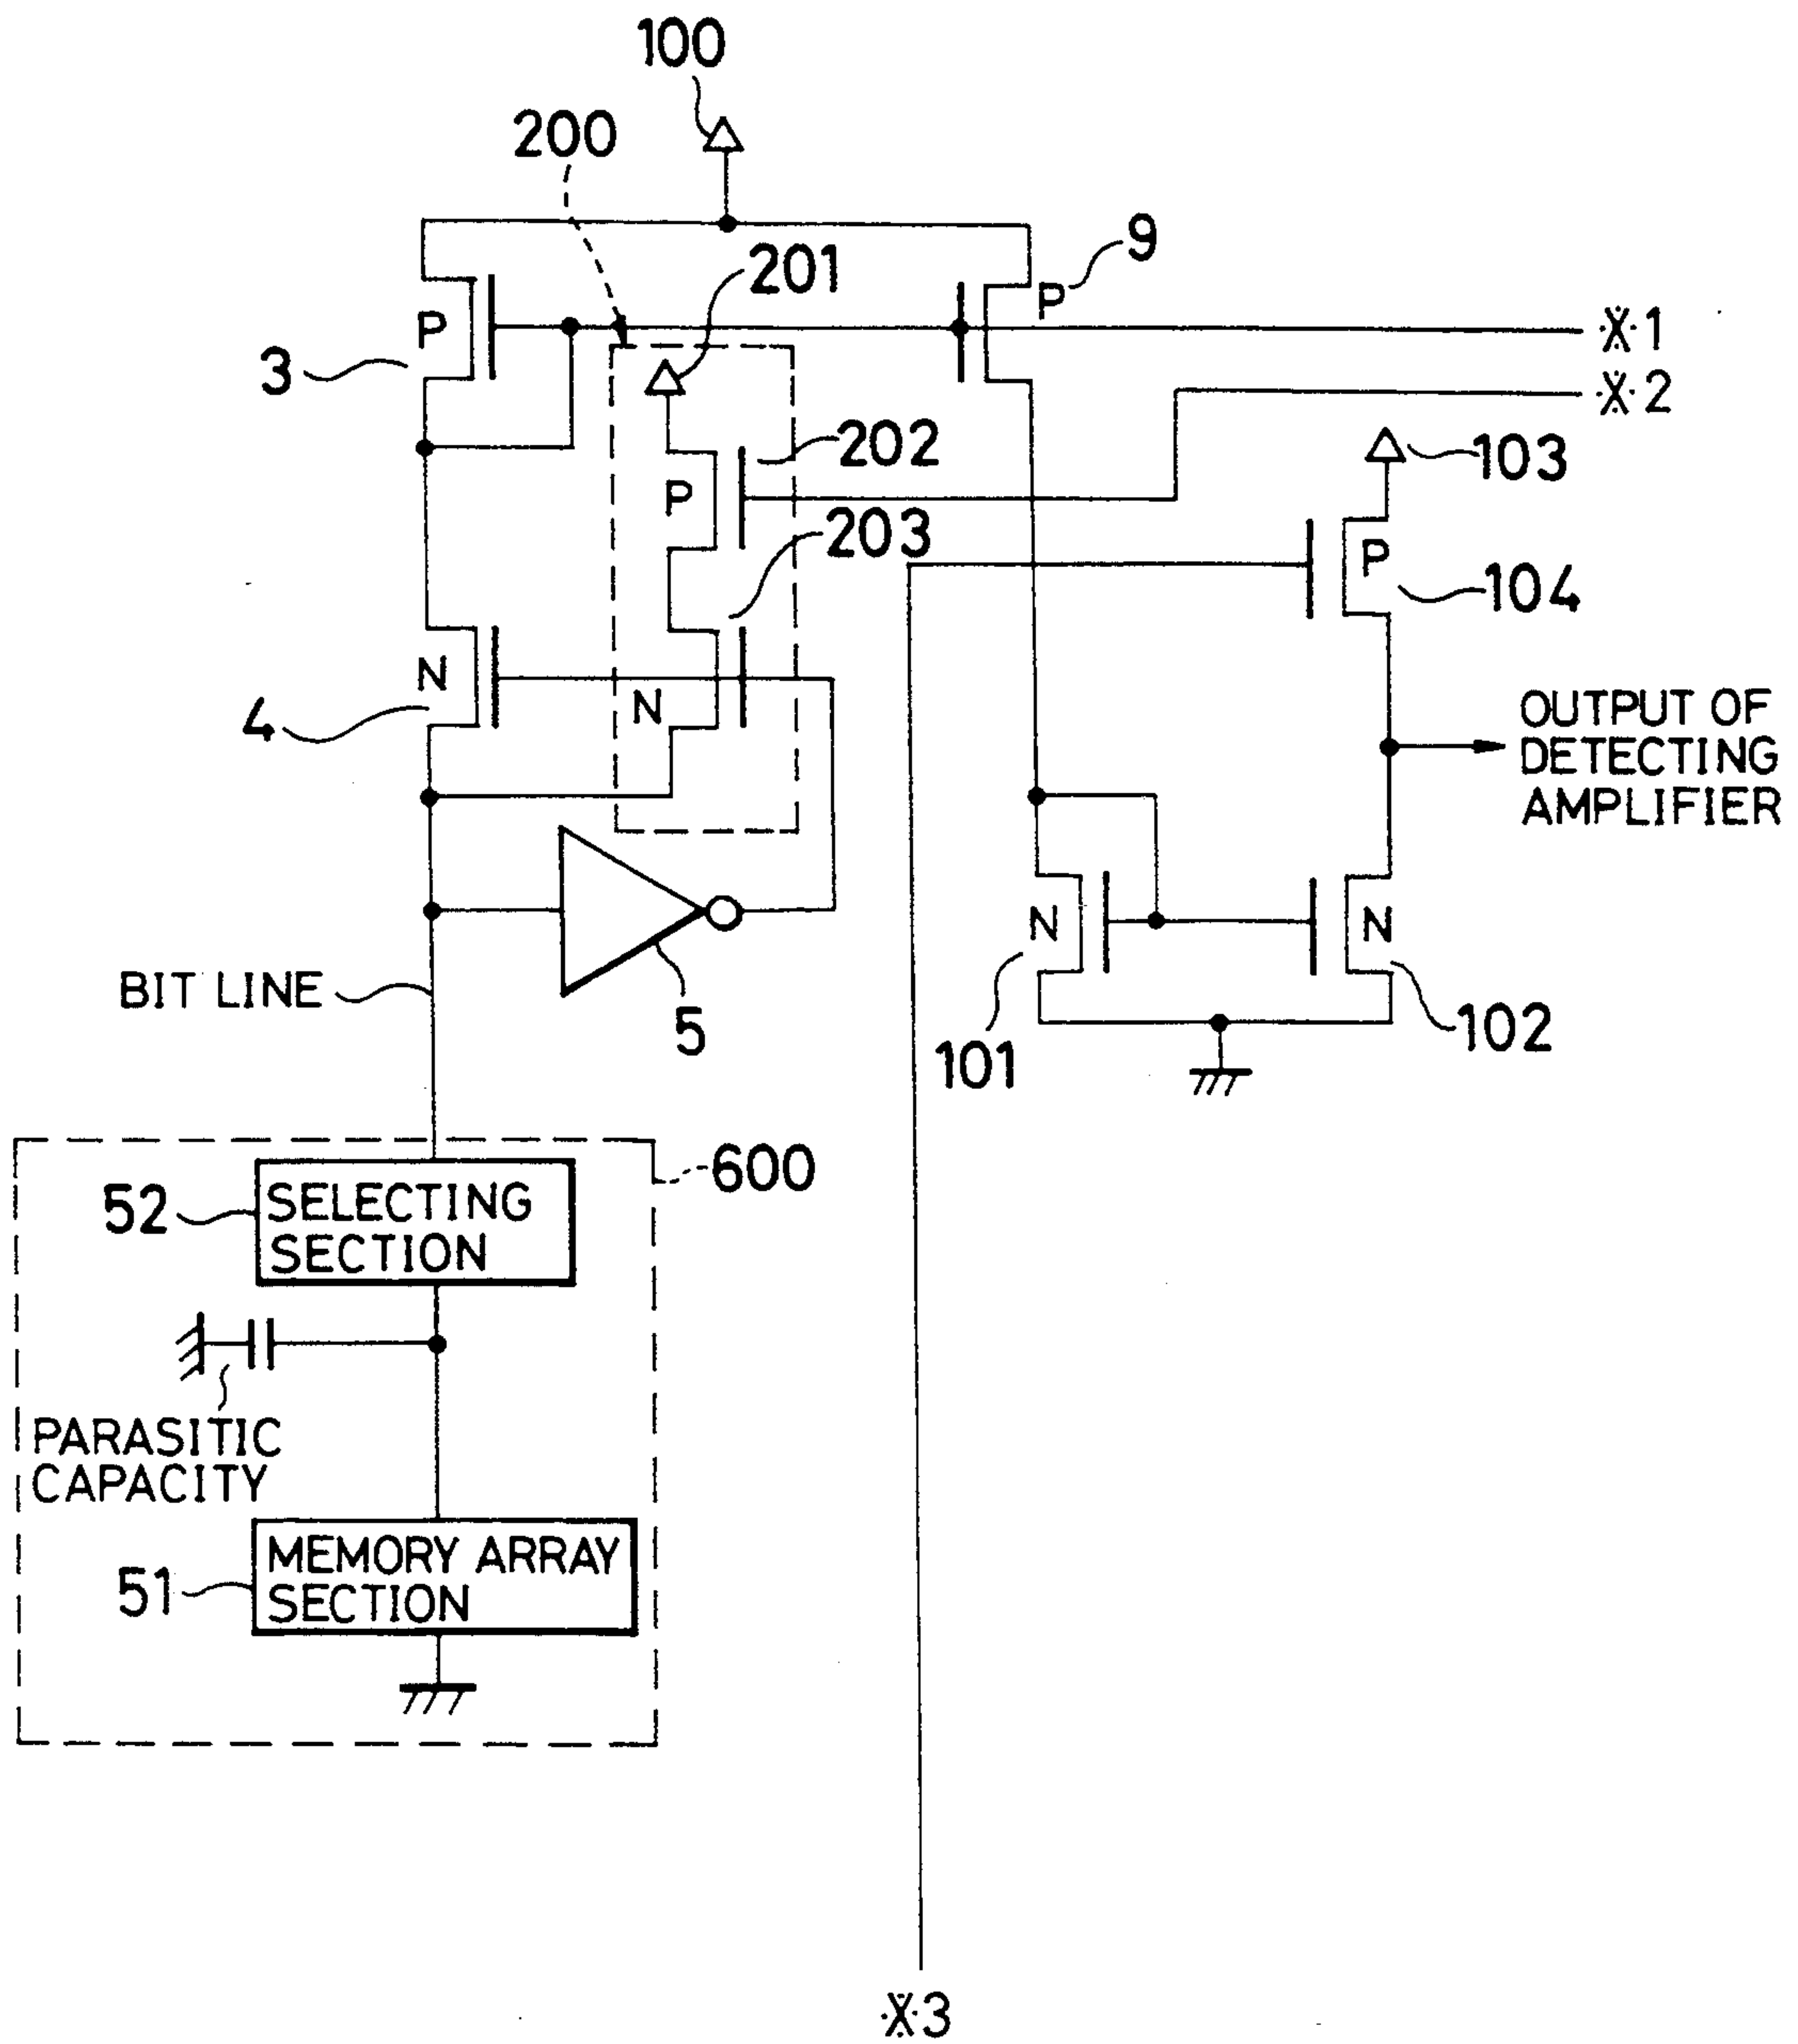 100
200
9
201
P
P
※1
3
※2
202
103
P
203
P
104
N
N
4
OUTPUT OF
DETECTING
AMPLIFIER
N
N
BIT LINE
5
102
101
600
52
SELECTING
SECTION
PARASITIC
CAPACITY
MEMORY ARRAY
51
SECTION
※3